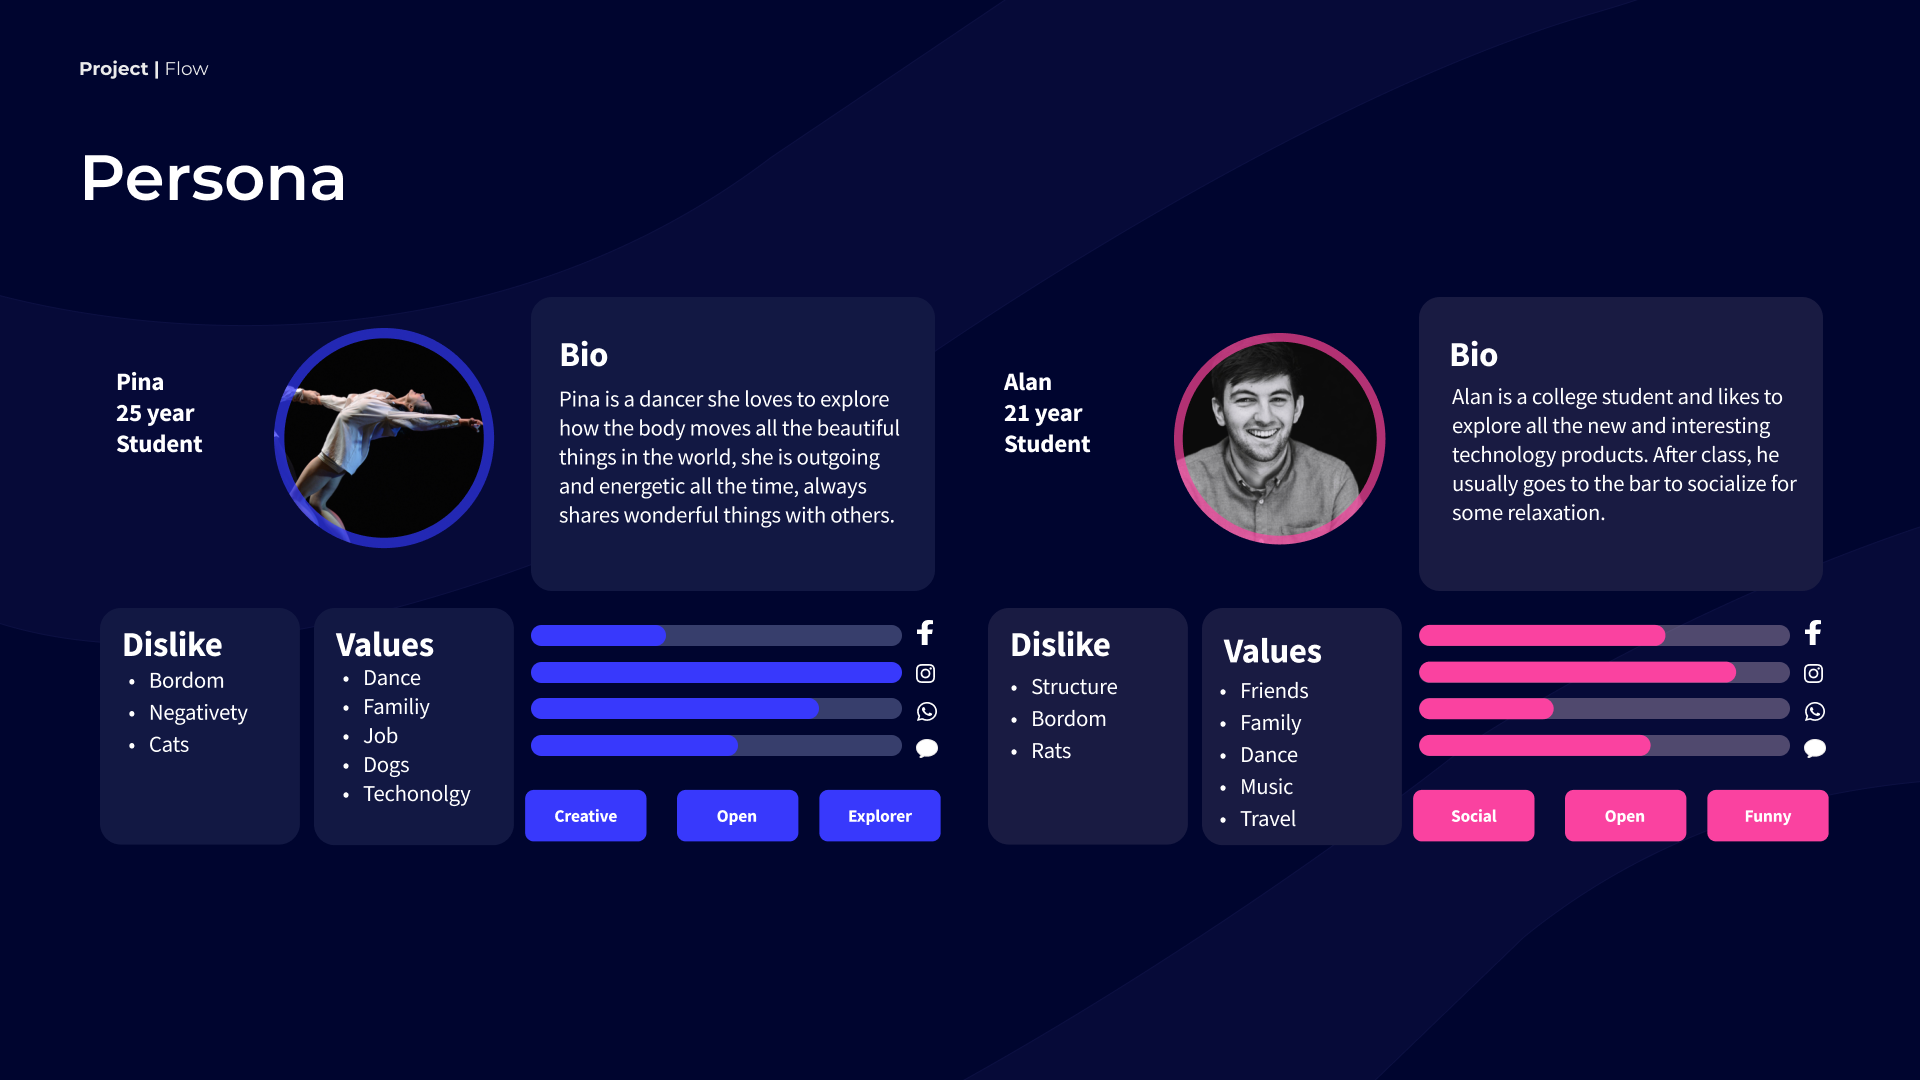 Project | Flow
Persona
Pina
25 year
Student
Bio
Pina is a dancer she loves to explore
how the body moves all the beautiful
things in the world, she is outgoing
and energetic all the time, always
shares wonderful things with others.
Dislike
• Bordom
• Negativety
• Cats
Values
• Dance
• Familiy
• Job
• Dogs
• Techonolgy
Creative
Open
Explorer
Alan
21 year
Student
Bio
Alan is a college student and likes to
explore all the new and interesting
technology products. After class, he
usually goes to the bar to socialize for
some relaxation.
Dislike
• Structure
• Bordom
• Rats
Values
• Friends
• Family
• Dance
• Music
• Travel
Social
Open
Funny